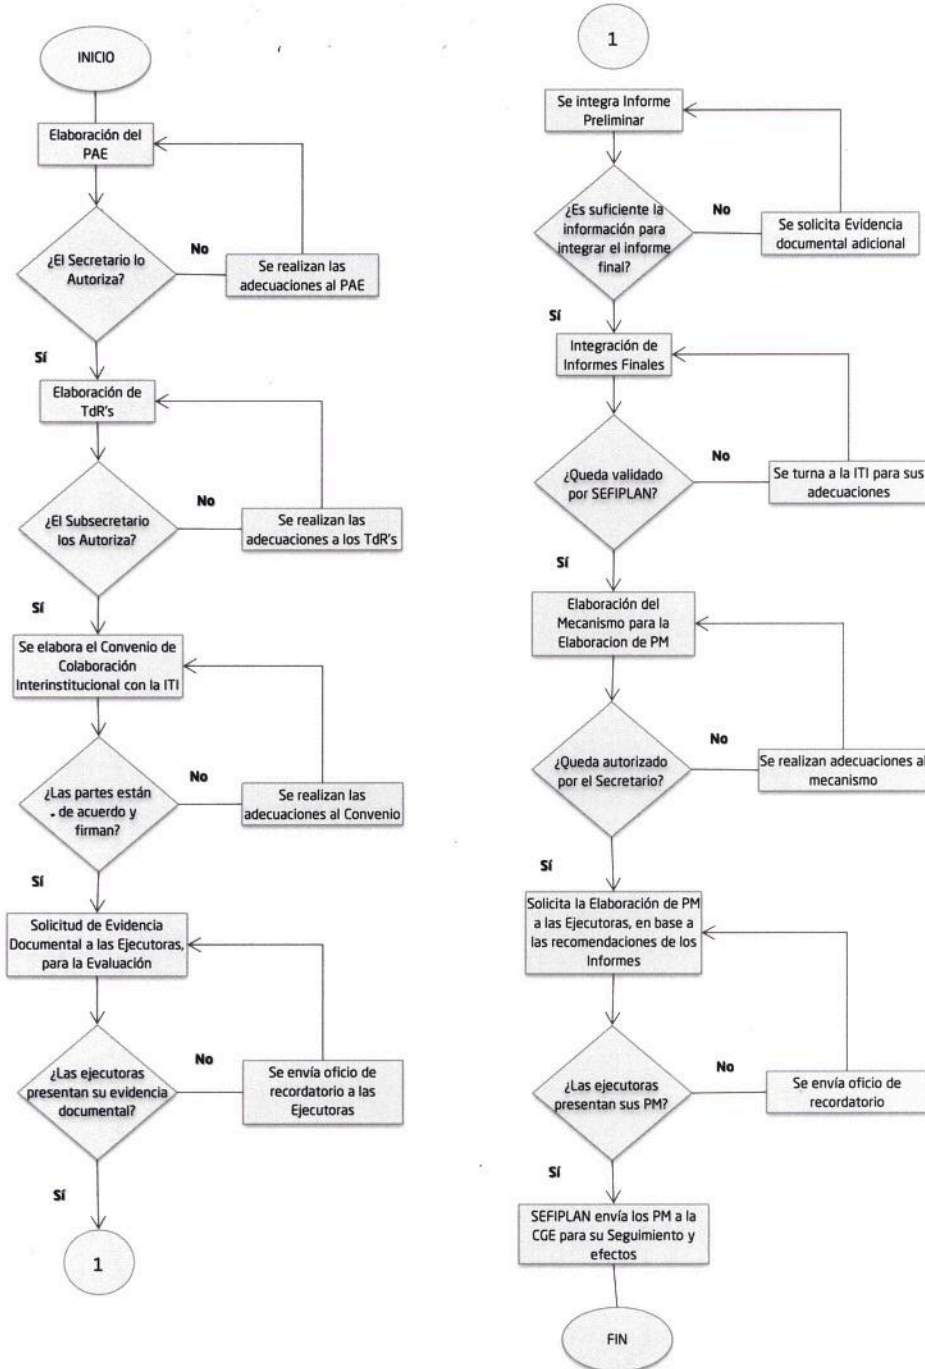 INICIO
Elaboración del
PAE
¿El Secretario lo
Autoriza?
No
Se realizan las
adecuaciones al PAE
Sí
Elaboración de
TdR's
¿El Subsecretario
los Autoriza?
No
Se realizan las
adecuaciones a los TdR's
Sí
Se elabora el Convenio de
Colaboración
Interinstitucional con la ITI
¿Las partes están
de acuerdo y
firman?
No
Se realizan las
adecuaciones al Convenio
Sí
Solicitud de Evidencia
Documental a las Ejecutoras,
para la Evaluación
¿Las ejecutoras
presentan su evidencia
documental?
No
Se envía oficio de
recordatorio a las
Ejecutoras
Sí
1
1
Se integra Informe
Preliminar
¿Es suficiente la
información para
integrar el informe
final?
No
Se solicita Evidencia
documental adicional
Sí
Integración de
Informes Finales
¿Queda validado
por SEFIPLAN?
No
Se turna a la ITI para sus
adecuaciones
Sí
Elaboración del
Mecanismo para la
Elaboracion de PM
¿Queda autorizado
por el Secretario?
No
Se realizan adecuaciones al
mecanismo
Sí
Solicita la Elaboración de PM
a las Ejecutoras, en base a
las recomendaciones de los
Informes
¿Las ejecutoras
presentan sus PM?
No
Se envía oficio de
recordatorio
Sí
SEFIPLAN envía los PM a la
CGE para su Seguimiento y
efectos
FIN